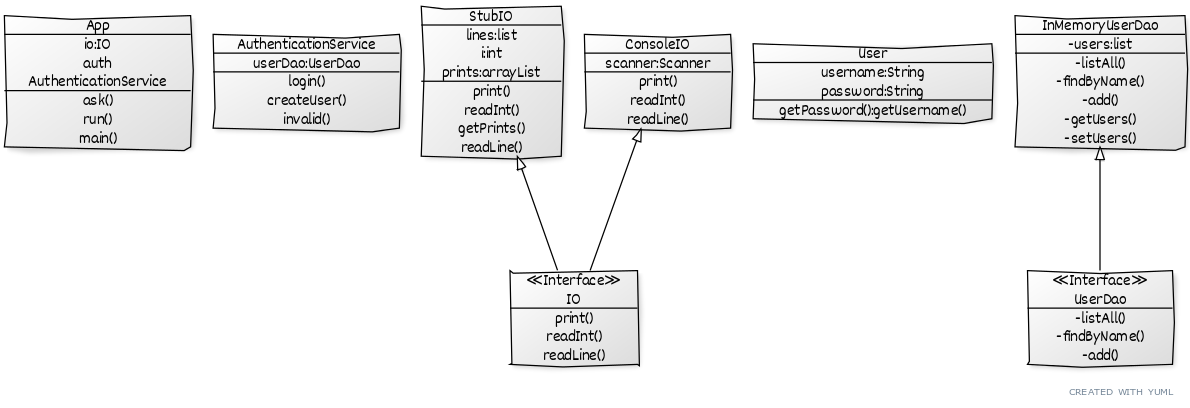 App
io:IO
auth
AuthenticationService
ask()
run()
main()
AuthenticationService
userDao:UserDao
login()
createUser()
invalid()
StubIO
lines:list
i:int
prints:arrayList
print()
readInt()
getPrints()
readLine()
ConsoleIO
scanner:Scanner
print()
readInt()
readLine()
User
username:String
password:String
getPassword():getUsername()
InMemoryUserDao
-users:list
-listAll()
-findByName()
-add()
-getUsers()
-setUsers()
≪Interface≫
IO
print()
readInt()
readLine()
≪Interface≫
UserDao
-listAll()
-findByName()
-add()
CREATED WITH YUML